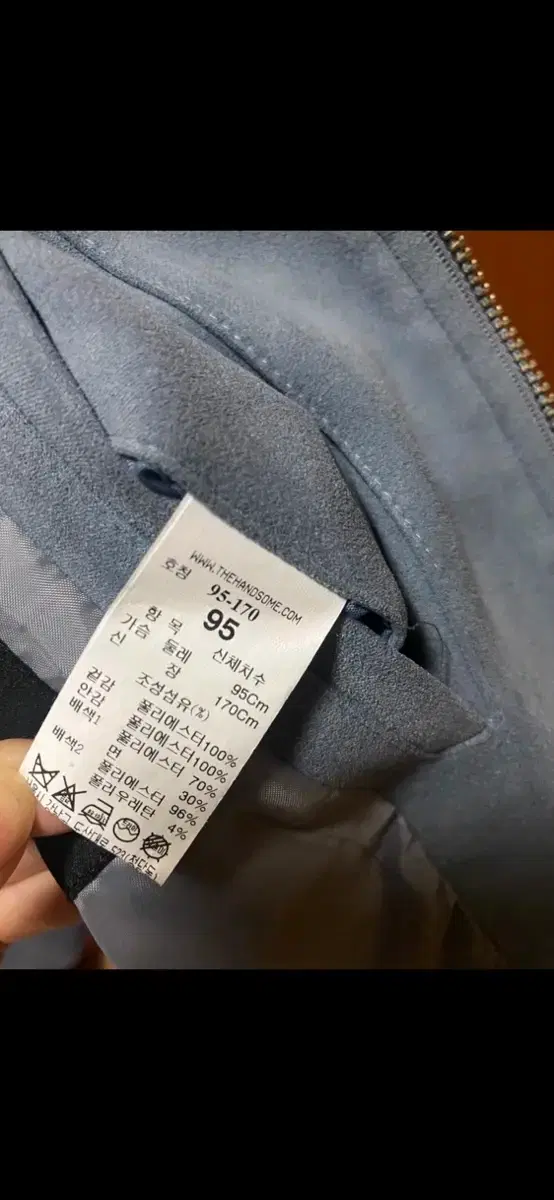 WWW.THEHANDSOME.COM
호칭 95-170
95
항 목 신체치수
가슴 둘레 95Cm
신 장 170Cm
조성섬유(%)
겉감 폴리에스터100%
안감 폴리에스터100%
배색1 폴리에스터 70%
면 30%
배색2 폴리에스터 96%
폴리우레탄 4%